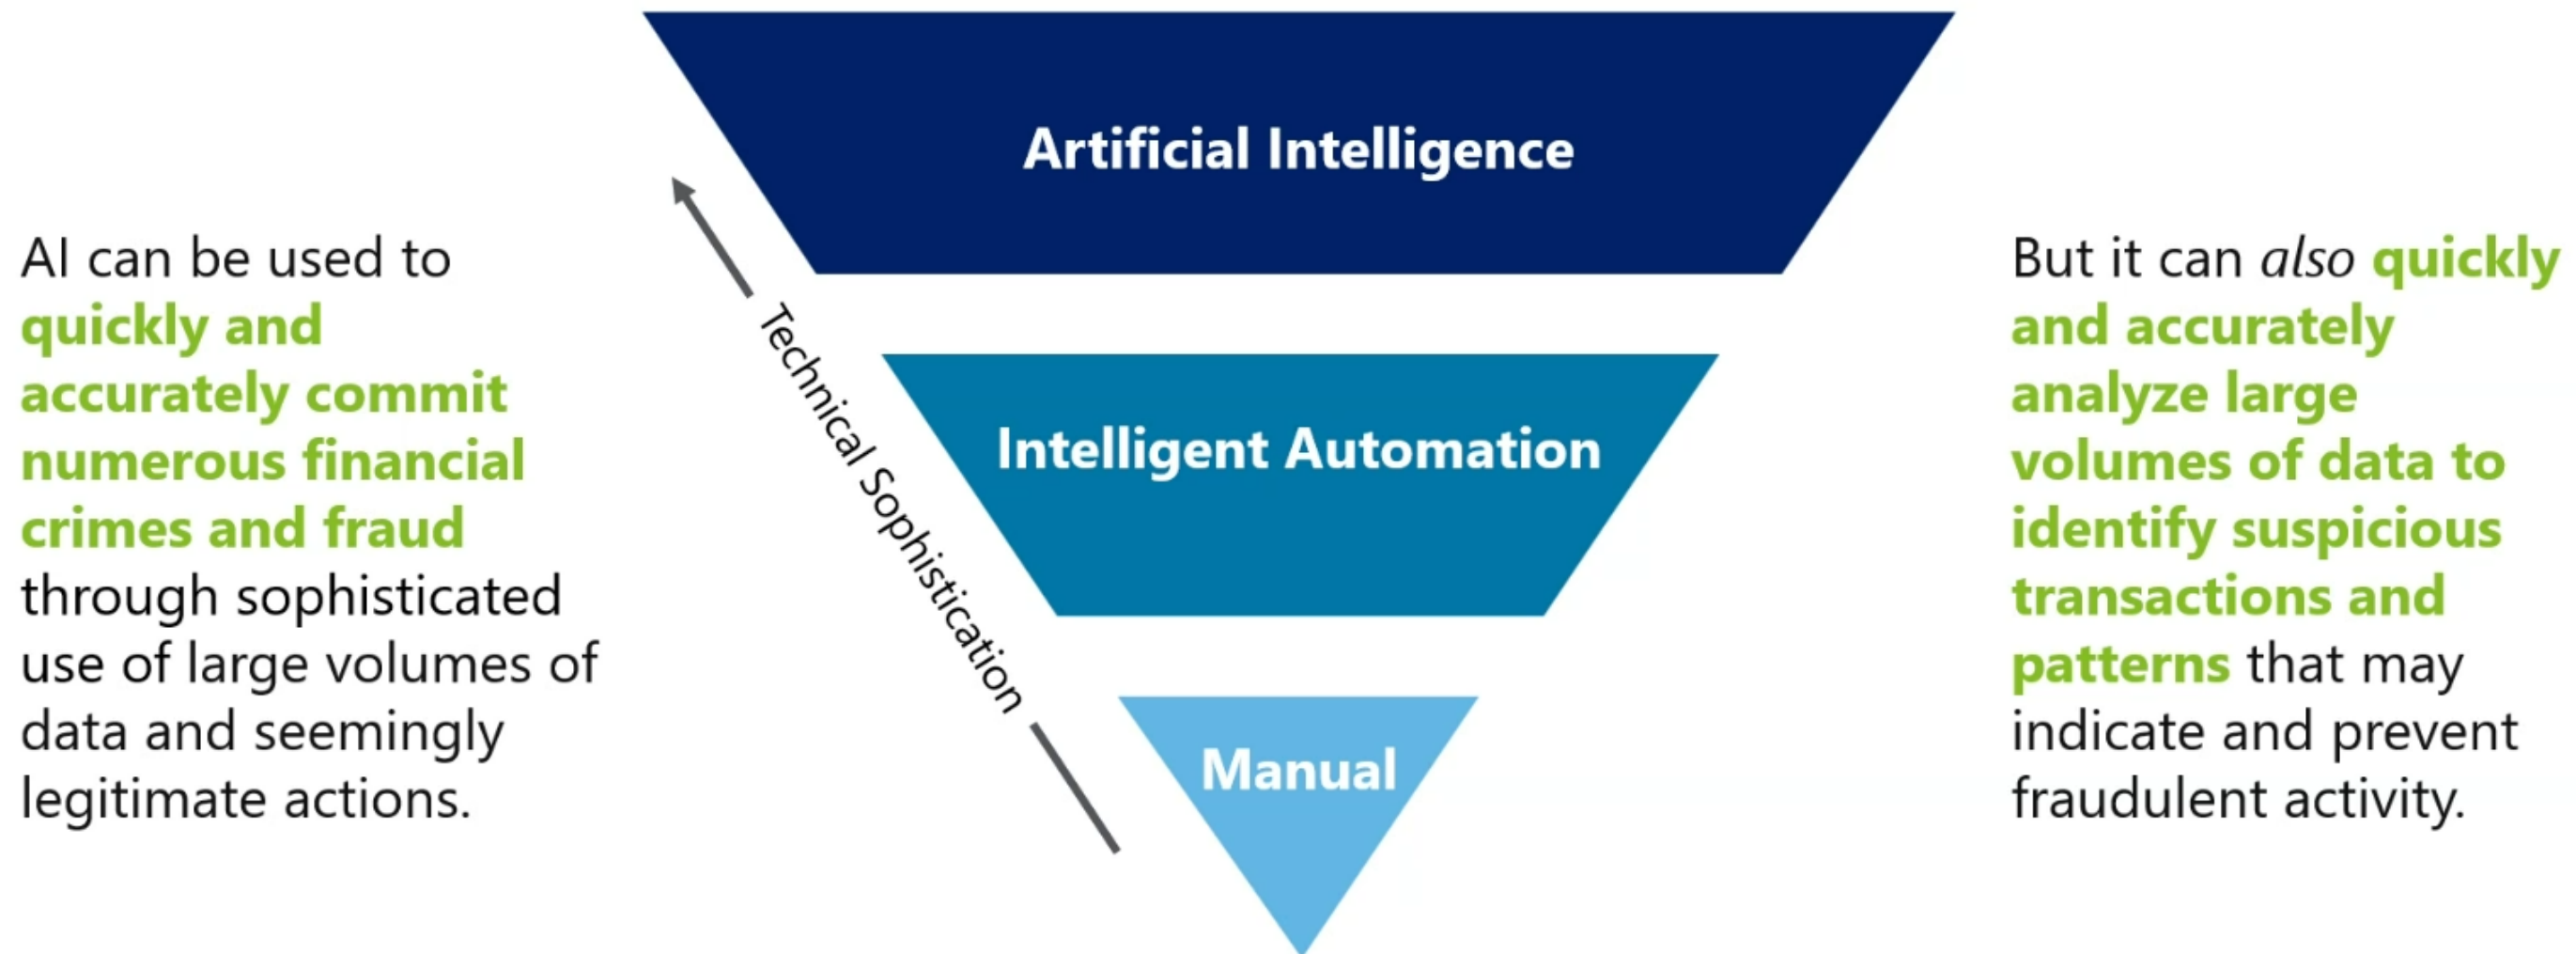 AI can be used to
quickly and
accurately commit
numerous financial
crimes and fraud
through sophisticated
use of large volumes of
data and seemingly
legitimate actions.
Technical Sophistication
Artificial Intelligence
Intelligent Automation
Manual
But it can also quickly
and accurately
analyze large
volumes of data to
identify suspicious
transactions and
patterns that may
indicate and prevent
fraudulent activity.